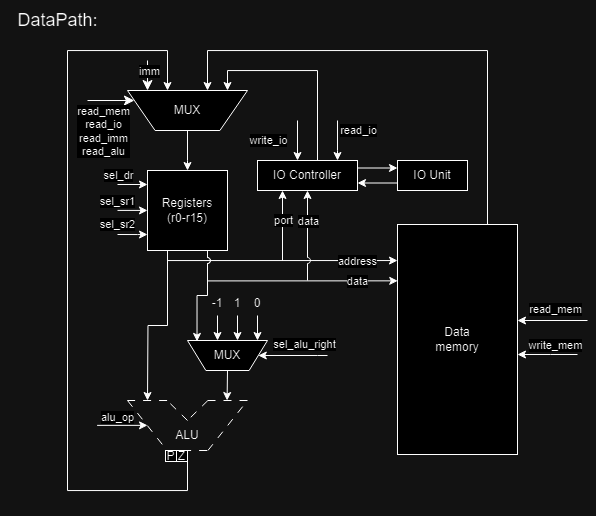 DataPath:
imm
MUX
read_mem
read_io
read_imm
read_alu
write_io
read_io
sel_dr
sel_sr1
sel_sr2
Registers
(r0-r15)
IO Controller
IO Unit
port data
address
data
-1 1 0
sel_alu_right
MUX
Data
memory
read_mem
write_mem
alu_op
ALU
P Z